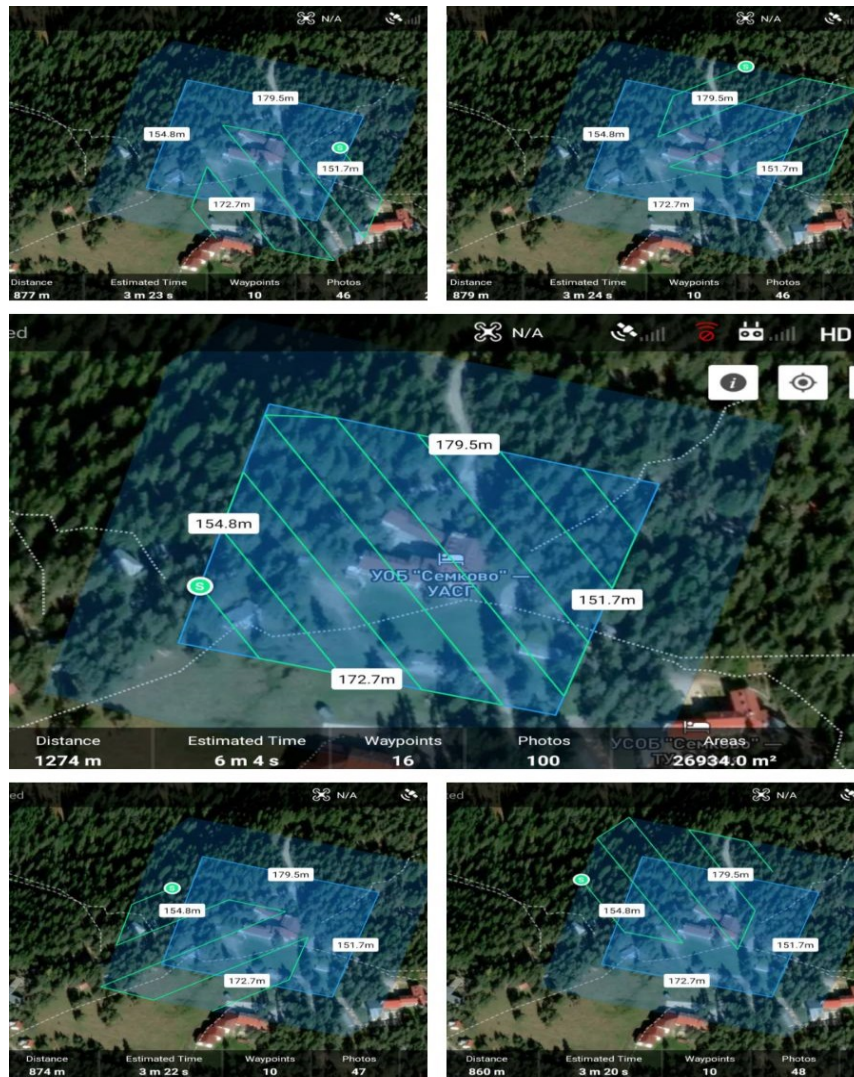 N/A
179.5m
154.8m
151.7m
172.7m
Distance Estimated Time Waypoints Photos
877 m 3 m 23 s 10 46
N/A
179.5m
154.8m
151.7m
172.7m
Distance Estimated Time Waypoints Photos
879 m 3 m 24 s 10 46
ed N/A HD
179.5m
154.8m
УОБ "Семково" —
УАСГ
151.7m
172.7m
УСОБ "Семково" —
Distance Estimated Time Waypoints Photos Areas
1274 m 6 m 4 s 16 100 26934.0 m²
ed N/A
179.5m
154.8m
151.7m
172.7m
Distance Estimated Time Waypoints Photos
874 m 3 m 22 s 10 47
N/A
179.5m
154.8m
151.7m
172.7m
Distance Estimated Time Waypoints Photos
860 m 3 m 20 s 10 48